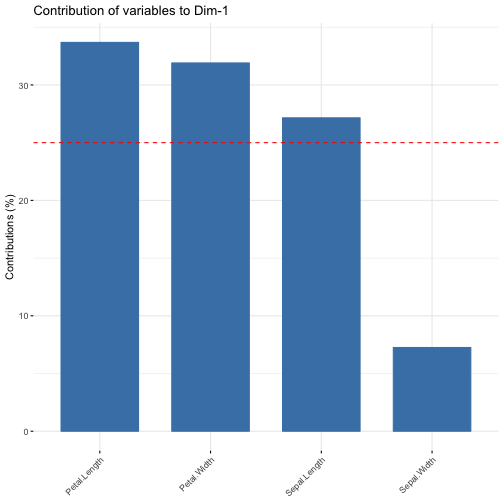 Contribution of variables to Dim-1
Contributions (%)
30
20
10
0
Petal.Length
Petal.Width
Sepal.Length
Sepal.Width